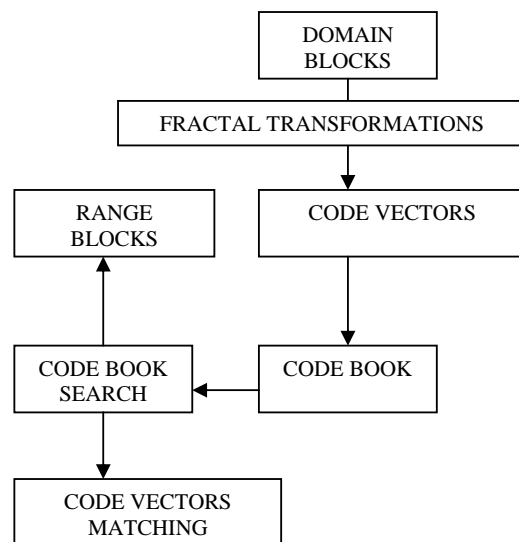 DOMAIN
BLOCKS
FRACTAL TRANSFORMATIONS
RANGE
BLOCKS
CODE VECTORS
CODE BOOK
SEARCH
CODE BOOK
CODE VECTORS
MATCHING